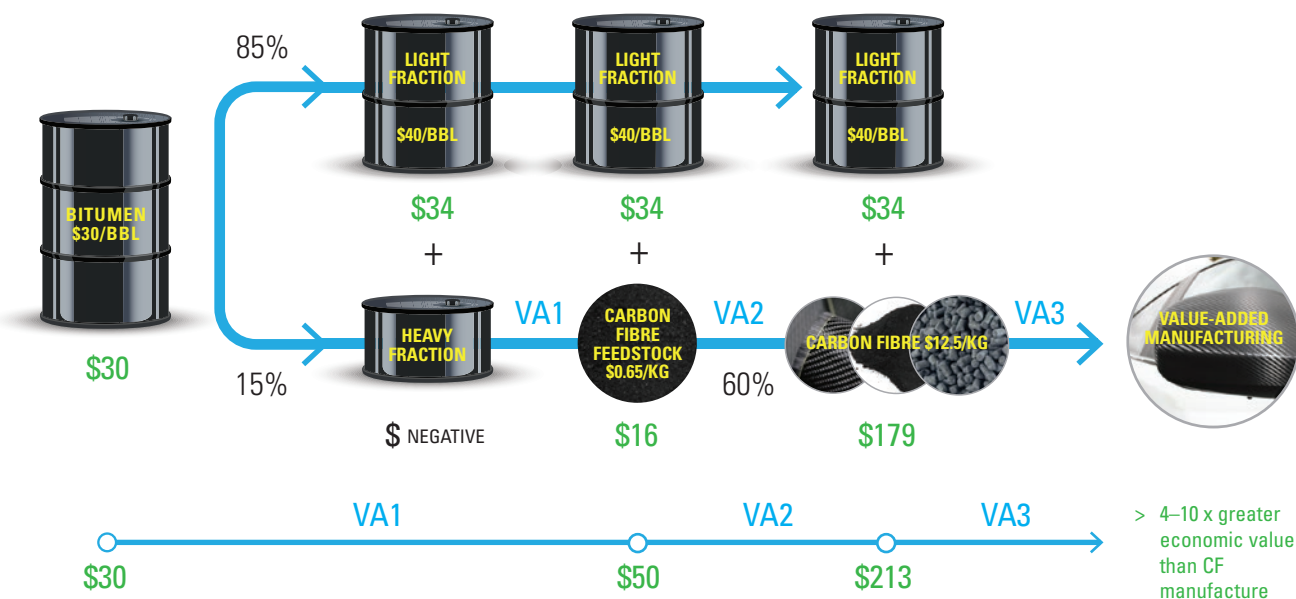 85%
LIGHT
FRACTION
$40/BBL
LIGHT
FRACTION
$40/BBL
LIGHT
FRACTION
$40/BBL
BITUMEN
$30/BBL
$30
$34
$34
$34
+
+
+
15%
HEAVY
FRACTION
VA1
CARBON
FIBRE
FEEDSTOCK
$0.65/KG
VA2
60%
CARBON FIBRE $12.5/KG
VA3
VALUE-ADDED
MANUFACTURING
$ NEGATIVE
$16
$179
VA1
VA2
VA3
$30
$50
$213
> 4–10 x greater
economic value
than CF
manufacture